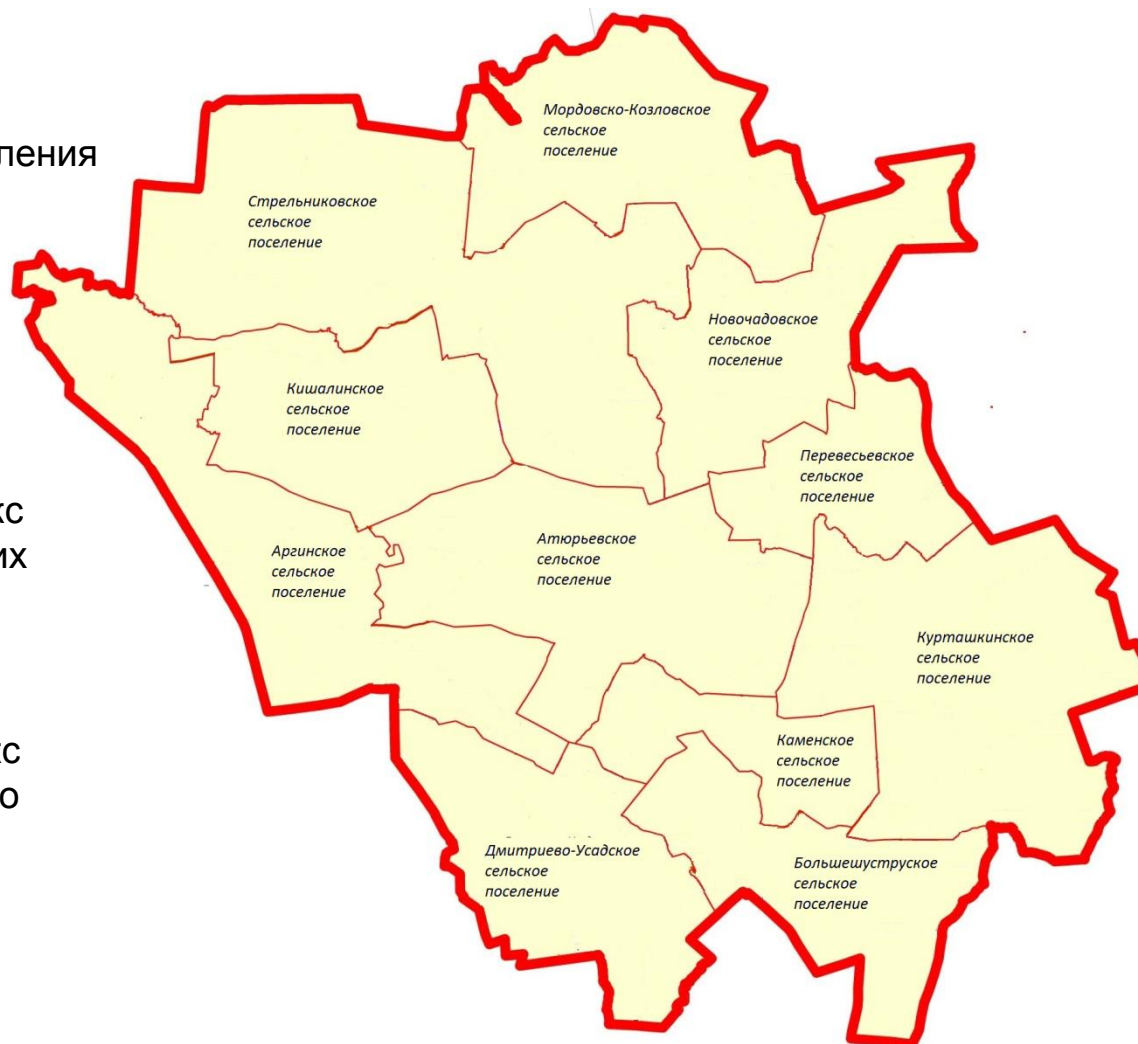 ления
кс
их
кс
о
Мордовско-Козловское
сельское
поселение
Стрельниковское
сельское
поселение
Новочадовское
сельское
поселение
Кишалинское
сельское
поселение
Перевесьевское
сельское
поселение
Атюрьевское
сельское
поселение
Аргинское
сельское
поселение
Курташкинское
сельское
поселение
Каменское
сельское
поселение
Дмитриево-Усадское
сельское
поселение
Большешуструское
сельское
поселение